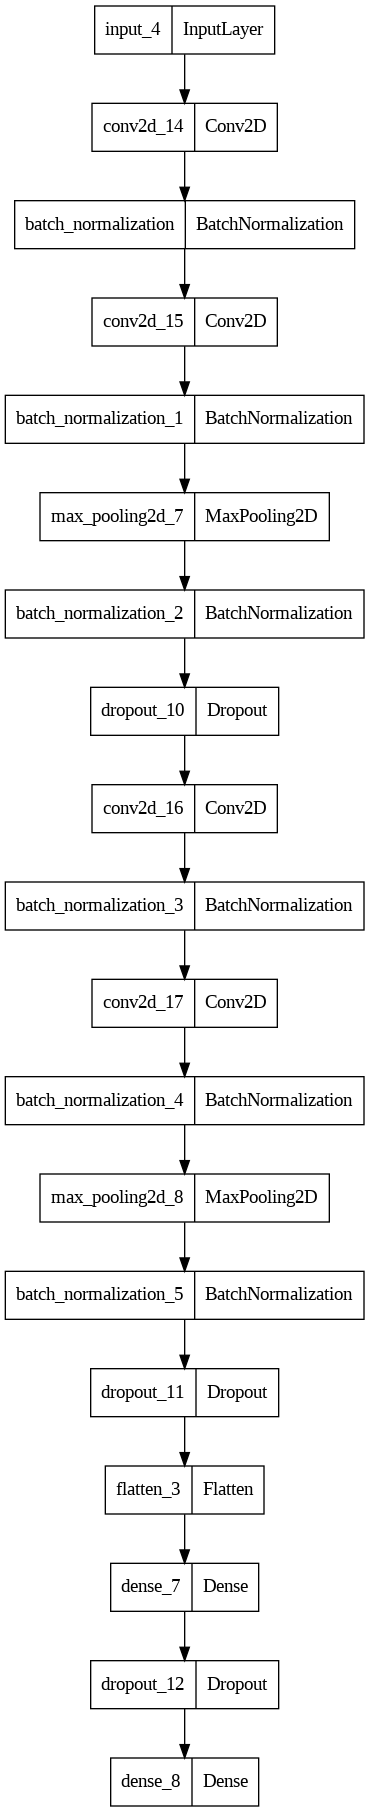 input_4 InputLayer
conv2d_14 Conv2D
batch_normalization BatchNormalization
conv2d_15 Conv2D
batch_normalization_1 BatchNormalization
max_pooling2d_7 MaxPooling2D
batch_normalization_2 BatchNormalization
dropout_10 Dropout
conv2d_16 Conv2D
batch_normalization_3 BatchNormalization
conv2d_17 Conv2D
batch_normalization_4 BatchNormalization
max_pooling2d_8 MaxPooling2D
batch_normalization_5 BatchNormalization
dropout_11 Dropout
flatten_3 Flatten
dense_7 Dense
dropout_12 Dropout
dense_8 Dense